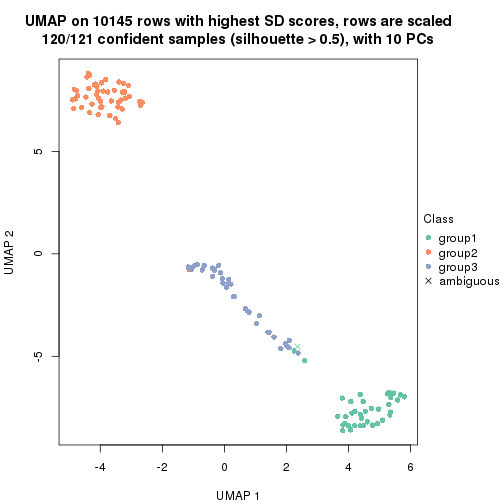 UMAP on 10145 rows with highest SD scores, rows are scaled
120/121 confident samples (silhouette > 0.5), with 10 PCs
5
0
-5
UMAP 2
-4
-2
0
2
4
6
UMAP 1
Class
group1
group2
group3
ambiguous